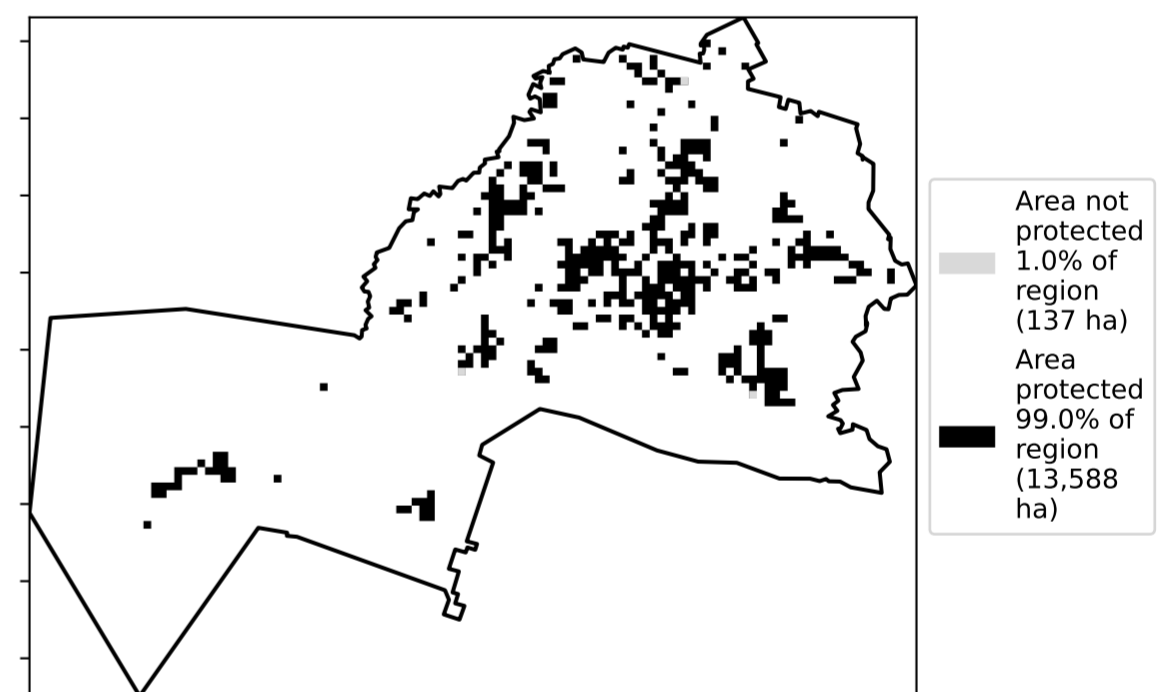 Area not
protected
1.0% of
region
(137 ha)
Area
protected
99.0% of
region
(13,588
ha)